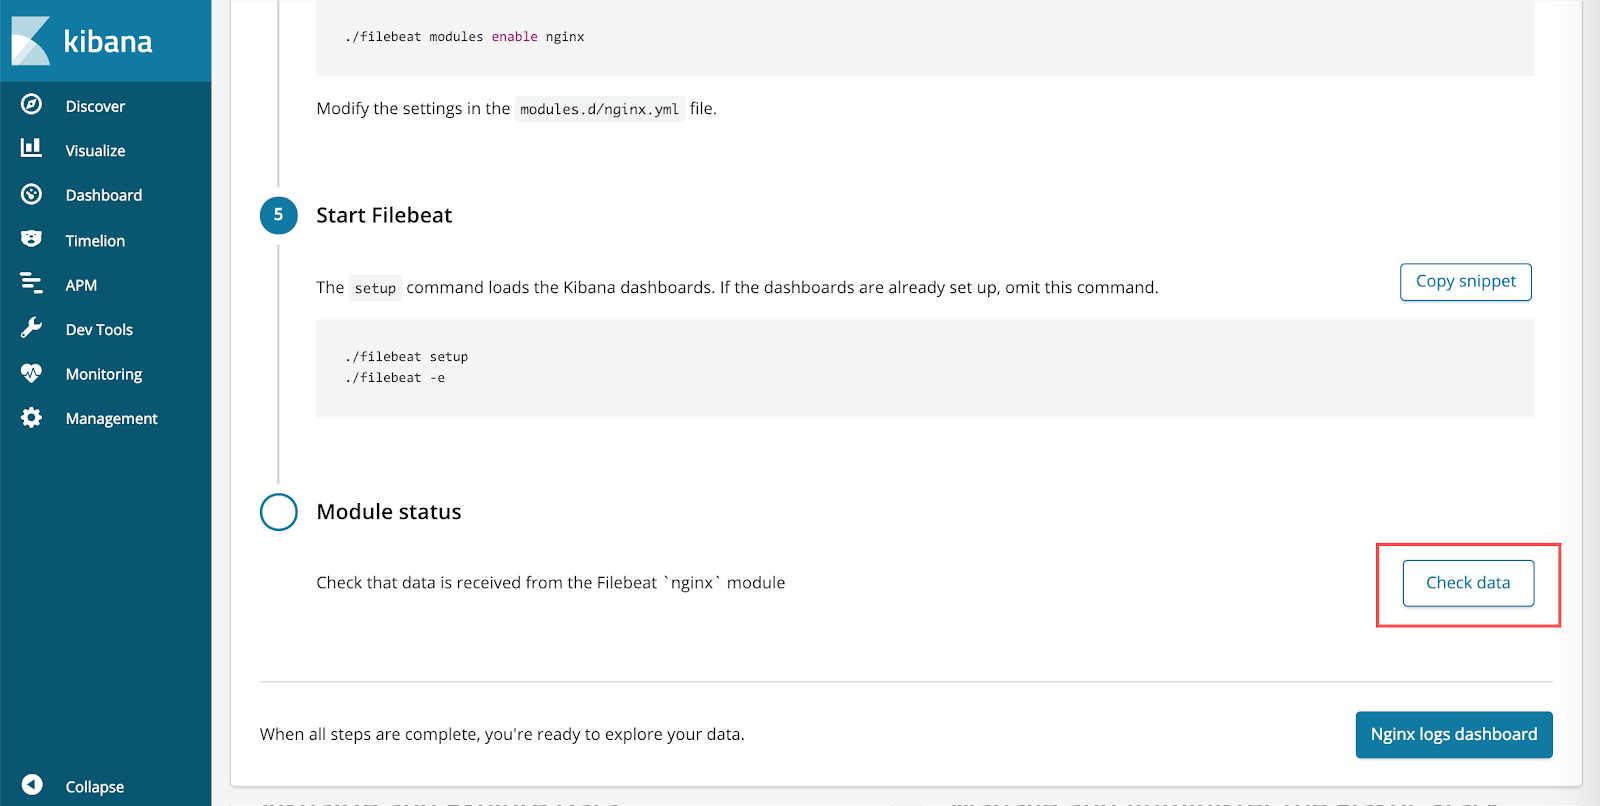 kibana
Discover
Visualize
Dashboard
Timelion
APM
Dev Tools
Monitoring
Management
Collapse
./filebeat modules enable nginx
Modify the settings in the modules.d/nginx.yml file.
5 Start Filebeat
The setup command loads the Kibana dashboards. If the dashboards are already set up, omit this command.
Copy snippet
./filebeat setup
./filebeat -e
Module status
Check that data is received from the Filebeat `nginx` module
Check data
When all steps are complete, you're ready to explore your data.
Nginx logs dashboard